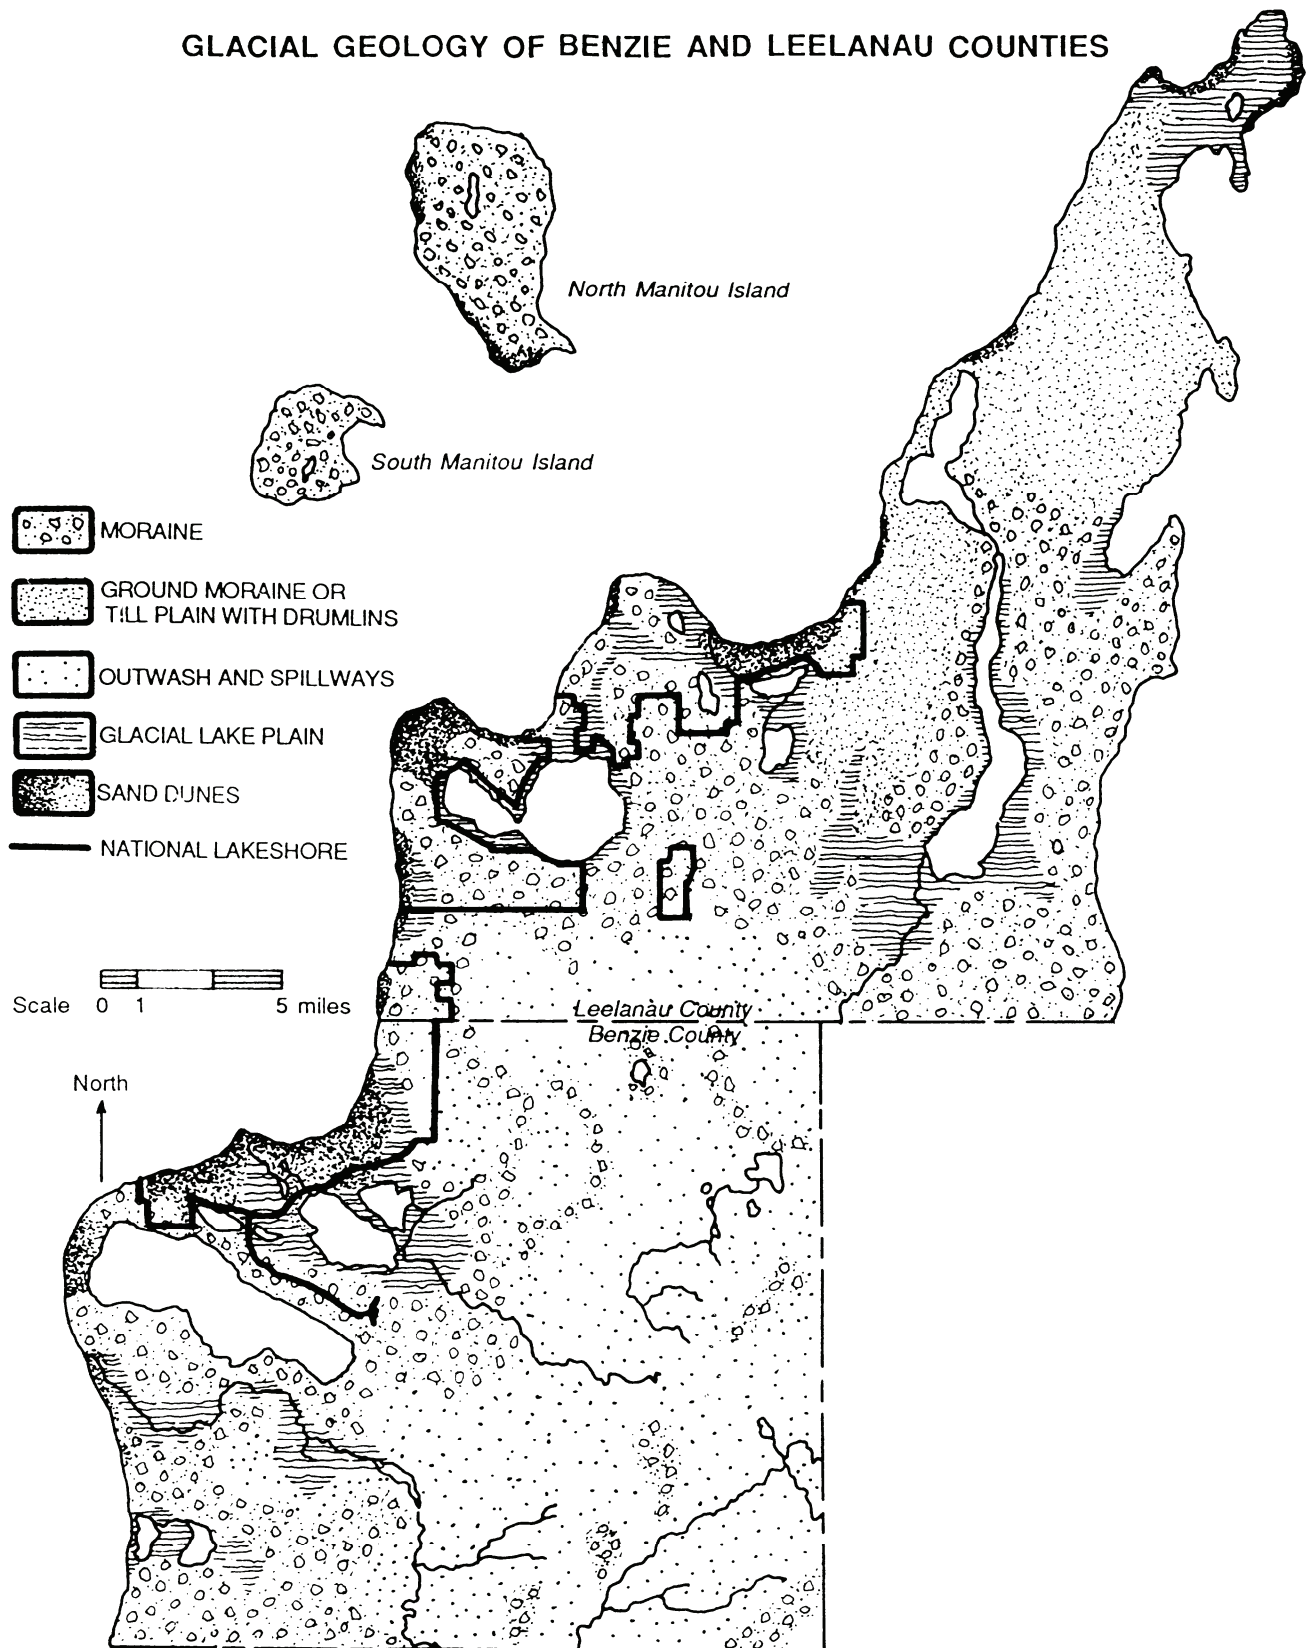 GLACIAL GEOLOGY OF BENZIE AND LEELANAU COUNTIES
North Manitou Island
South Manitou Island
MORAINE
GROUND MORAINE OR
TILL PLAIN WITH DRUMLINS
OUTWASH AND SPILLWAYS
GLACIAL LAKE PLAIN
SAND DUNES
NATIONAL LAKESHORE
Scale 0 1 5 miles
Leelanau County
Benzie County
North